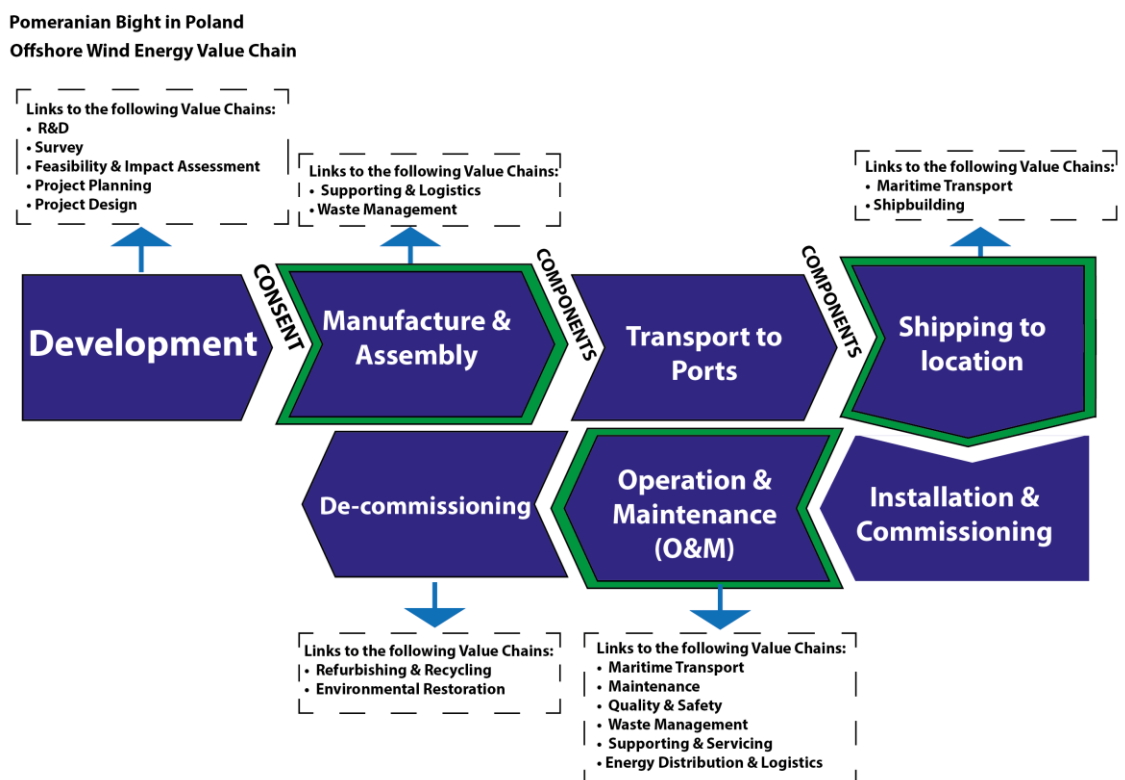 Pomeranian Bight in Poland
Offshore Wind Energy Value Chain
Links to the following Value Chains:
• R&D
• Survey
• Feasibility & Impact Assessment
• Project Planning
• Project Design
Links to the following Value Chains:
• Supporting & Logistics
• Waste Management
Links to the following Value Chains:
• Maritime Transport
• Shipbuilding
Development
CONSENT
Manufacture &
Assembly
COMPONENTS
Transport to
Ports
COMPONENTS
Shipping to
location
Installation &
Commissioning
Operation &
Maintenance
(O&M)
De-commissioning
Links to the following Value Chains:
• Refurbishing & Recycling
• Environmental Restoration
Links to the following Value Chains:
• Maritime Transport
• Maintenance
• Quality & Safety
• Waste Management
• Supporting & Servicing
• Energy Distribution & Logistics